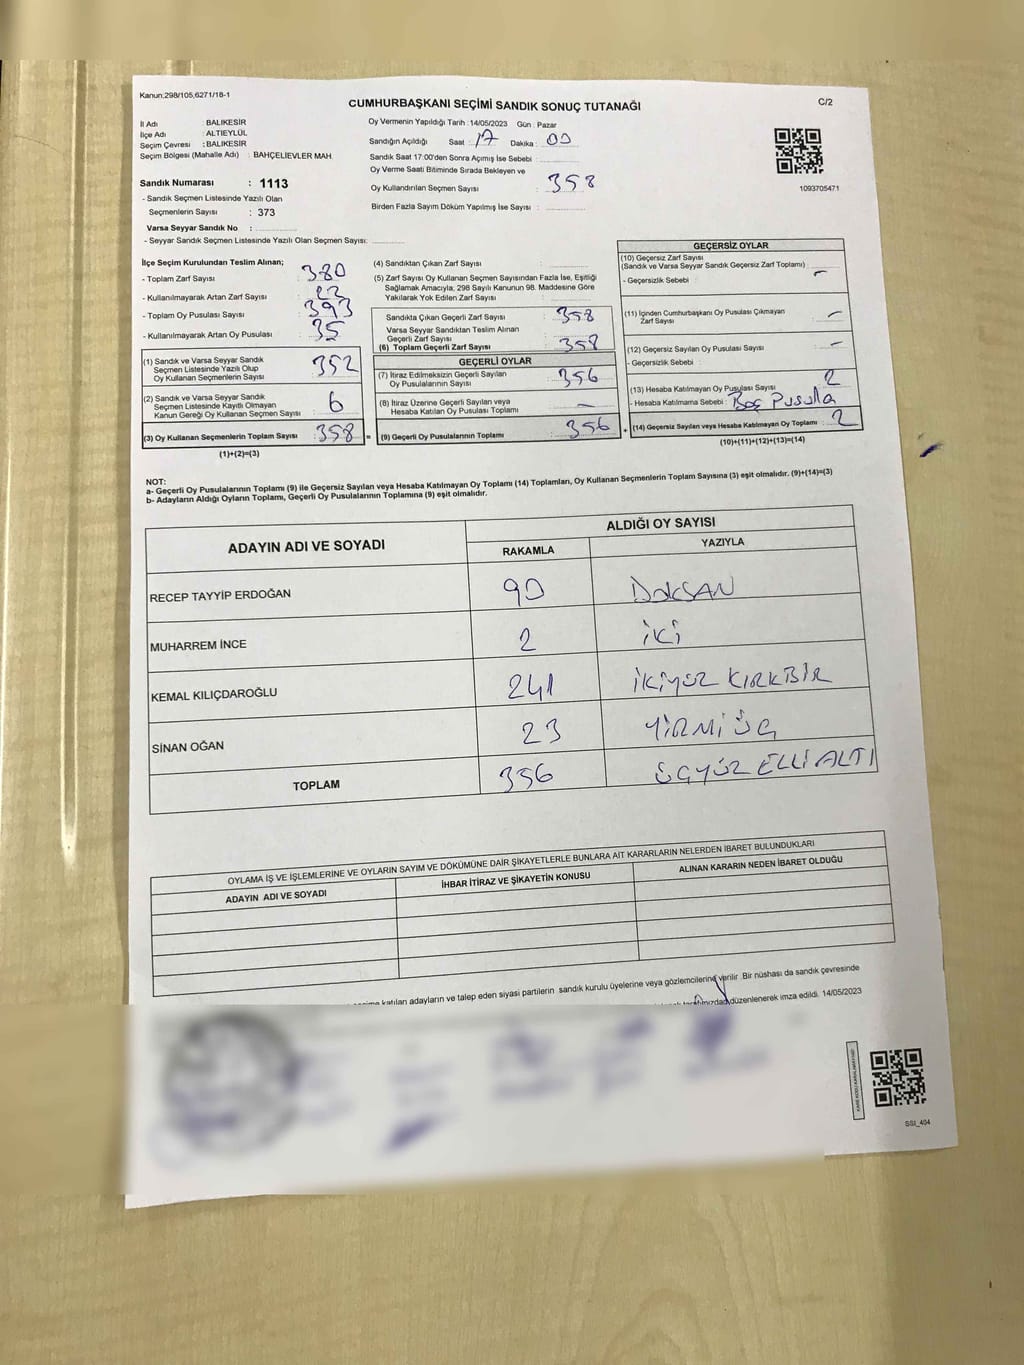 Kanun:298/105,6271/18-1
CUMHURBAŞKANI SEÇİMİ SANDIK SONUÇ TUTANAĞI
C/2
İl Adı : BALIKESİR
İlçe Adı : ALTIEYLÜL
Seçim Çevresi : BALIKESİR
Seçim Bölgesi (Mahalle Adı) : BAHÇELİEVLER MAH.
Sandık Numarası : 1113
- Sandık Seçmen Listesinde Yazılı Olan
Seçmenlerin Sayısı : 373
Varsa Seyyar Sandık No :
- Seyyar Sandık Seçmen Listesinde Yazılı Olan Seçmen Sayısı:
Oy Vermenin Yapıldığı Tarih : 14/05/2023 Gün : Pazar
Sandığın Açıldığı Saat : 17 Dakika : 00
Sandık Saat 17:00'den Sonra Açımış İse Sebebi :
Oy Verme Saati Bitiminde Sırada Bekleyen ve
Oy Kullandırılan Seçmen Sayısı : 358
Birden Fazla Sayım Döküm Yapılmış İse Sayısı :
1093705471
İlçe Seçim Kurulundan Teslim Alınan;
- Toplam Zarf Sayısı : 380
- Kullanılmayarak Artan Zarf Sayısı : 22
- Toplam Oy Pusulası Sayısı : 393
- Kullanılmayarak Artan Oy Pusulası : 35
(1) Sandık ve Varsa Seyyar Sandık
Seçmen Listesinde Yazılı Olup
Oy Kullanan Seçmenlerin Sayısı 352
(2) Sandık ve Varsa Seyyar Sandık
Seçmen Listesinde Kayıtlı Olmayan
Kanun Gereği Oy Kullanan Seçmen Sayısı 6
(3) Oy Kullanan Seçmenlerin Toplam Sayısı 358 =
(1)+(2)=(3)
(4) Sandıktan Çıkan Zarf Sayısı
(5) Zarf Sayısı Oy Kullanan Seçmen Sayısından Fazla İse, Eşitliği
Sağlamak Amacıyla, 298 Sayılı Kanunun 98. Maddesine Göre
Yakılarak Yok Edilen Zarf Sayısı
Sandıkta Çıkan Geçerli Zarf Sayısı : 358
Varsa Seyyar Sandıktan Teslim Alınan
Geçerli Zarf Sayısı
(6) Toplam Geçerli Zarf Sayısı : 358
GEÇERLİ OYLAR
(7) İtiraz Edilmeksizin Geçerli Sayılan
Oy Pusulalarının Sayısı : 356
(8) İtiraz Üzerine Geçerli Sayılan veya
Hesaba Katılan Oy Pusulası Toplamı : -
(9) Geçerli Oy Pusulalarının Toplamı 356 +
GEÇERSİZ OYLAR
(10) Geçersiz Zarf Sayısı
(Sandık ve Varsa Seyyar Sandık Geçersiz Zarf Toplamı) : -
- Geçersizlik Sebebi :
(11) İçinden Cumhurbaşkanı Oy Pusulası Çıkmayan
Zarf Sayısı : -
(12) Geçersiz Sayılan Oy Pusulası Sayısı : -
- Geçersizlik Sebebi :
(13) Hesaba Katılmayan Oy Pusulası Sayısı 2
- Hesaba Katılmama Sebebi : Boş Pusula
(14) Geçersiz Sayılan veya Hesaba Katılmayan Oy Toplamı : 2
(10)+(11)+(12)+(13)=(14)
NOT:
a- Geçerli Oy Pusulalarının Toplamı (9) ile Geçersiz Sayılan veya Hesaba Katılmayan Oy Toplamı (14) Toplamları, Oy Kullanan Seçmenlerin Toplam Sayısına (3) eşit olmalıdır. (9)+(14)=(3)
b- Adayların Aldığı Oyların Toplamı, Geçerli Oy Pusulalarının Toplamına (9) eşit olmalıdır.
ADAYIN ADI VE SOYADI
ALDIĞI OY SAYISI
RAKAMLA YAZIYLA
RECEP TAYYİP ERDOĞAN 90 DOKSAN
MUHARREM İNCE 2 İKİ
KEMAL KILIÇDAROĞLU 241 İKİYÜZ KIRKBİR
SİNAN OĞAN 23 YİRMİ ÜÇ
TOPLAM 356 ÜÇYÜZ ELLİ ALTI
OYLAMA İŞ VE İŞLEMLERİNE VE OYLARIN SAYIM VE DÖKÜMÜNE DAİR ŞİKAYETLERLE BUNLARA AİT KARARLARIN NELERDEN İBARET BULUNDUKLARI
ADAYIN ADI VE SOYADI İHBAR İTİRAZ VE ŞİKAYETİN KONUSU ALINAN KARARIN NEDEN İBARET OLDUĞU
katılan adayların ve talep eden siyasi partilerin sandık kurulu üyelerine veya gözlemcilerine verilir. Bir nüshası da sandık çevresinde
düzenlenerek imza edildi. 14/05/2023
SSI_404